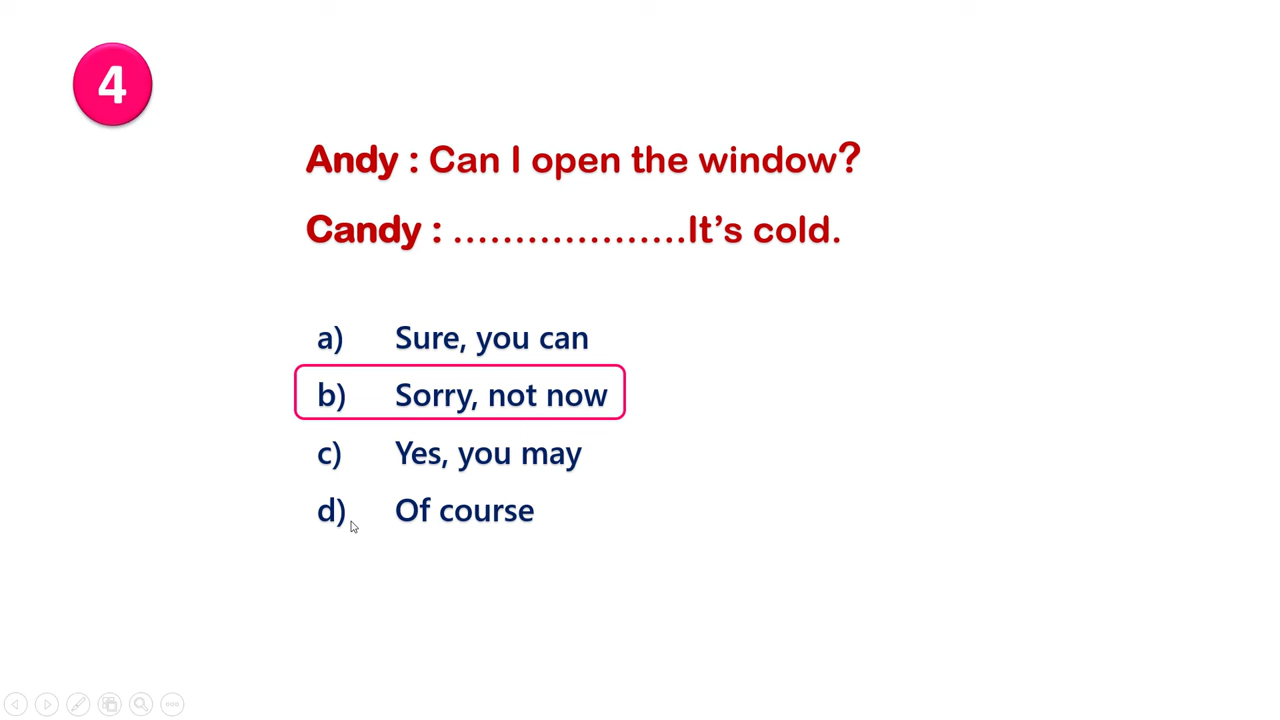 4
Andy : Can I open the window?
Candy : ...................It's cold.
a) Sure, you can
b) Sorry, not now
c) Yes, you may
d) Of course